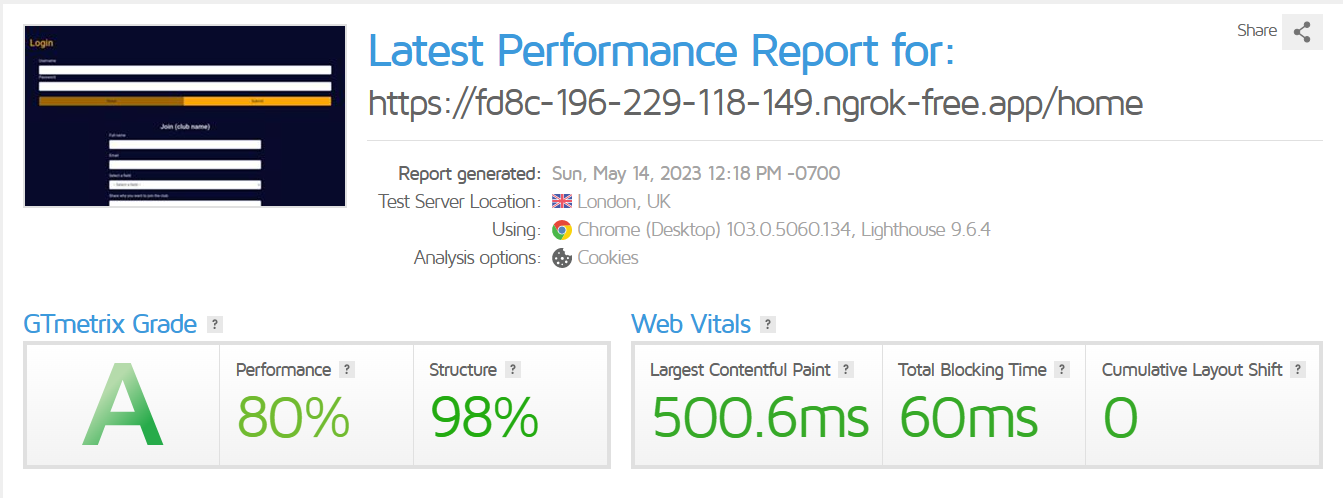 Share
Latest Performance Report for:
https://fd8c-196-229-118-149.ngrok-free.app/home
Login
Username
Password
Submit
Join (club name)
Full name
Email
Select a field
- Select a field -
Share why you want to join the club
Report generated: Sun, May 14, 2023 12:18 PM -0700
Test Server Location: London, UK
Using: Chrome (Desktop) 103.0.5060.134, Lighthouse 9.6.4
Analysis options: Cookies
GTmetrix Grade ?
A
Performance ?
80%
Structure ?
98%
Web Vitals ?
Largest Contentful Paint ?
500.6ms
Total Blocking Time ?
60ms
Cumulative Layout Shift ?
0